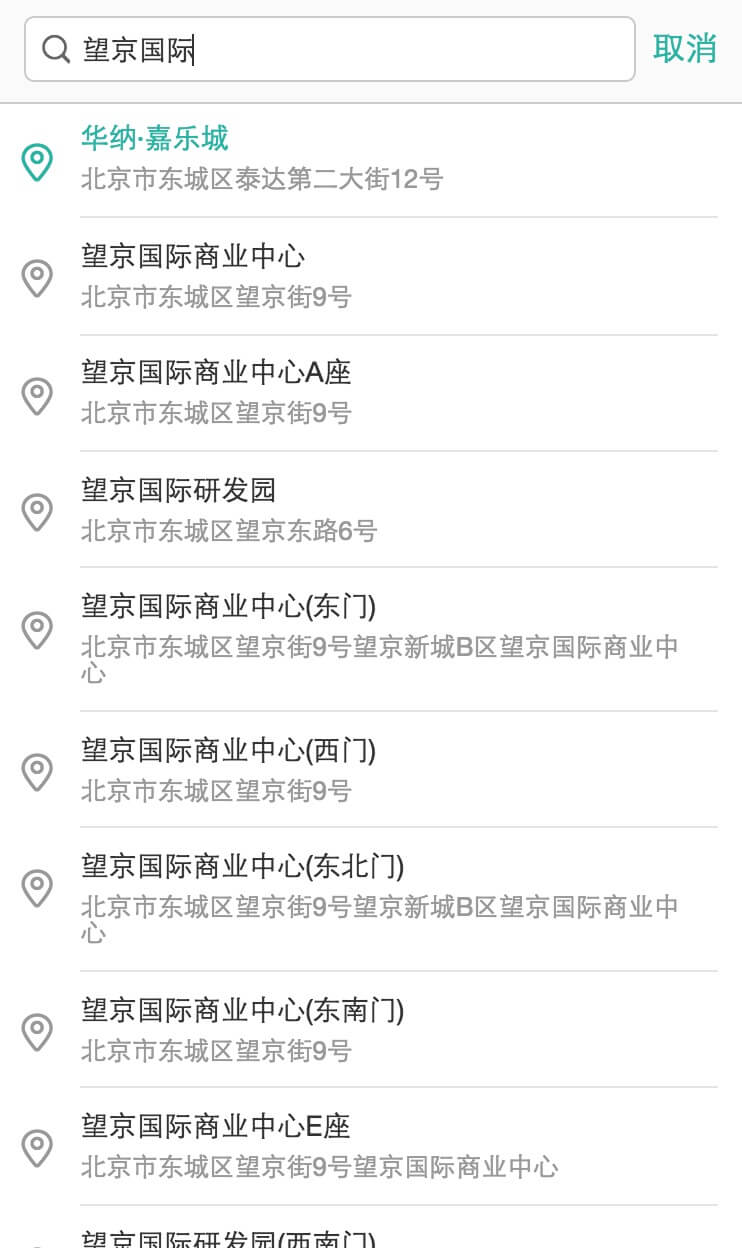 望京国际
取消
华纳·嘉乐城
北京市东城区泰达第二大街12号
望京国际商业中心
北京市东城区望京街9号
望京国际商业中心A座
北京市东城区望京街9号
望京国际研发园
北京市东城区望京东路6号
望京国际商业中心(东门)
北京市东城区望京街9号望京新城B区望京国际商业中
心
望京国际商业中心(西门)
北京市东城区望京街9号
望京国际商业中心(东北门)
北京市东城区望京街9号望京新城B区望京国际商业中
心
望京国际商业中心(东南门)
北京市东城区望京街9号
望京国际商业中心E座
北京市东城区望京街9号望京国际商业中心
望京国际研发园(西南门)